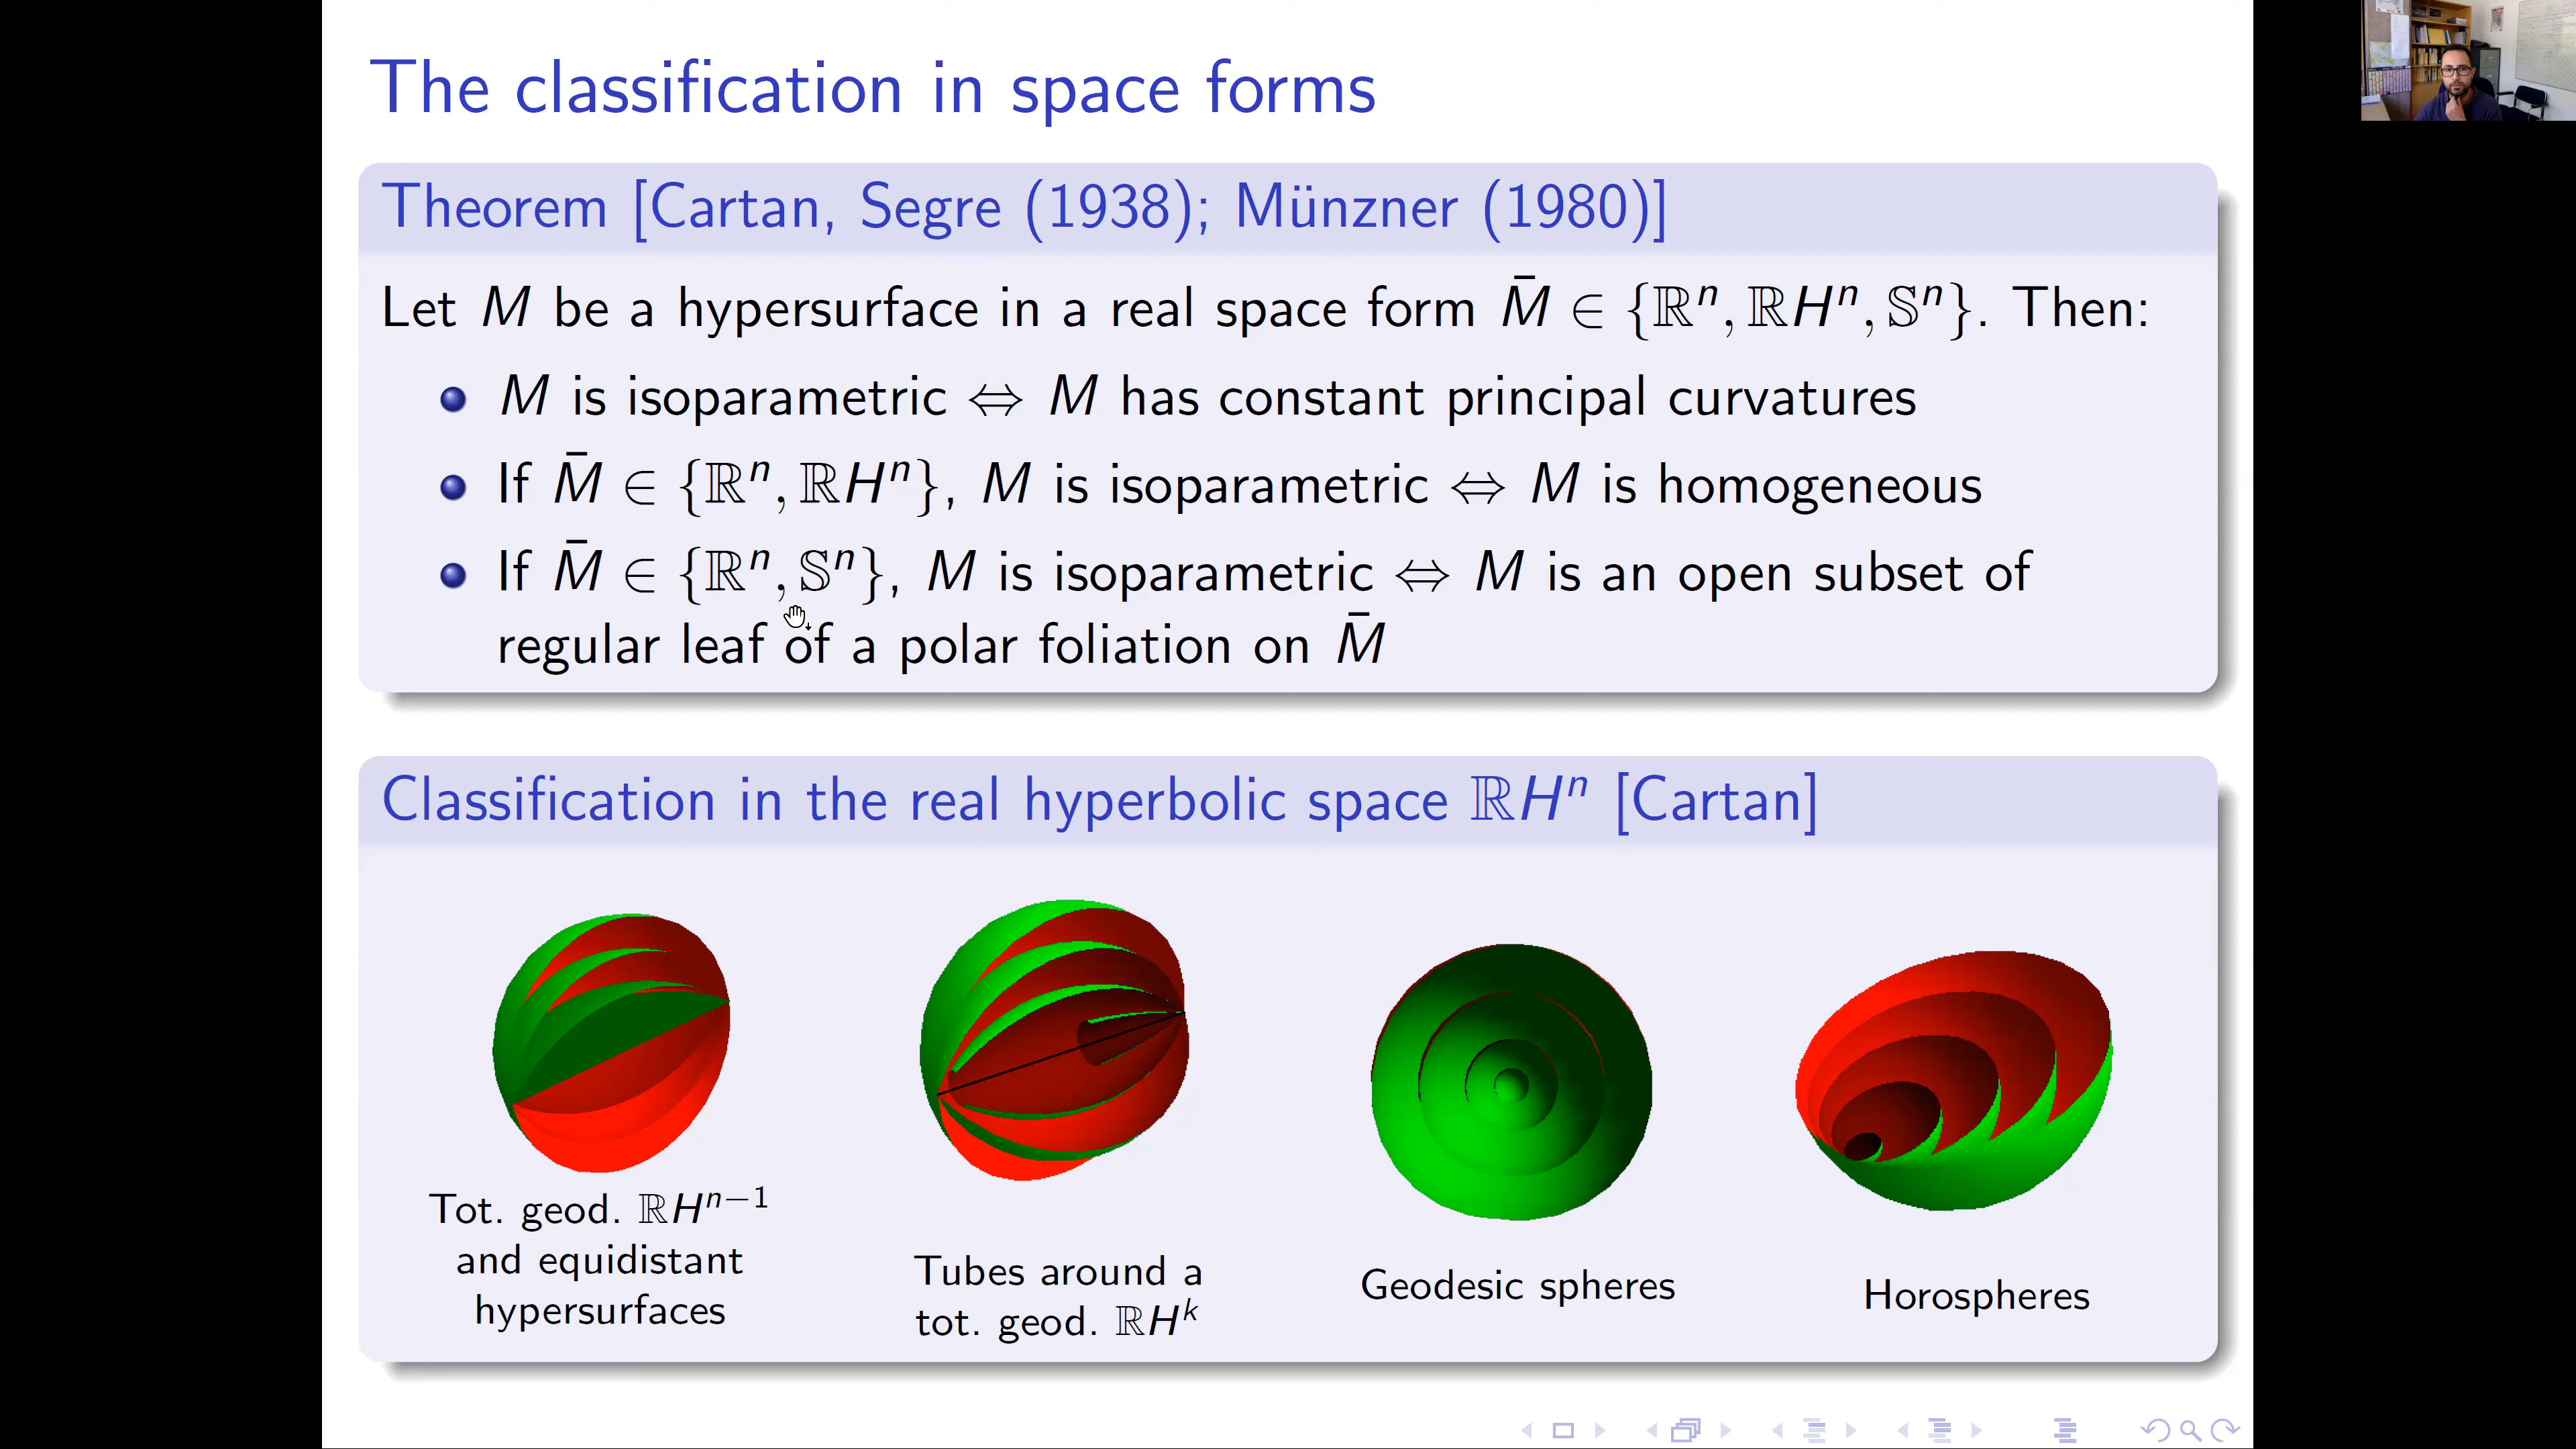 The classification in space forms
Theorem [Cartan, Segre (1938); Münzner (1980)]
Let M be a hypersurface in a real space form M̄ ∈ {ℝⁿ, ℝHⁿ, 𝕊ⁿ}. Then:
M is isoparametric ⇔ M has constant principal curvatures
If M̄ ∈ {ℝⁿ, ℝHⁿ}, M is isoparametric ⇔ M is homogeneous
If M̄ ∈ {ℝⁿ, 𝕊ⁿ}, M is isoparametric ⇔ M is an open subset of
regular leaf of a polar foliation on M̄
Classification in the real hyperbolic space ℝHⁿ [Cartan]
Tot. geod. ℝHⁿ⁻¹
and equidistant
hypersurfaces
Tubes around a
tot. geod. ℝHᵏ
Geodesic spheres
Horospheres